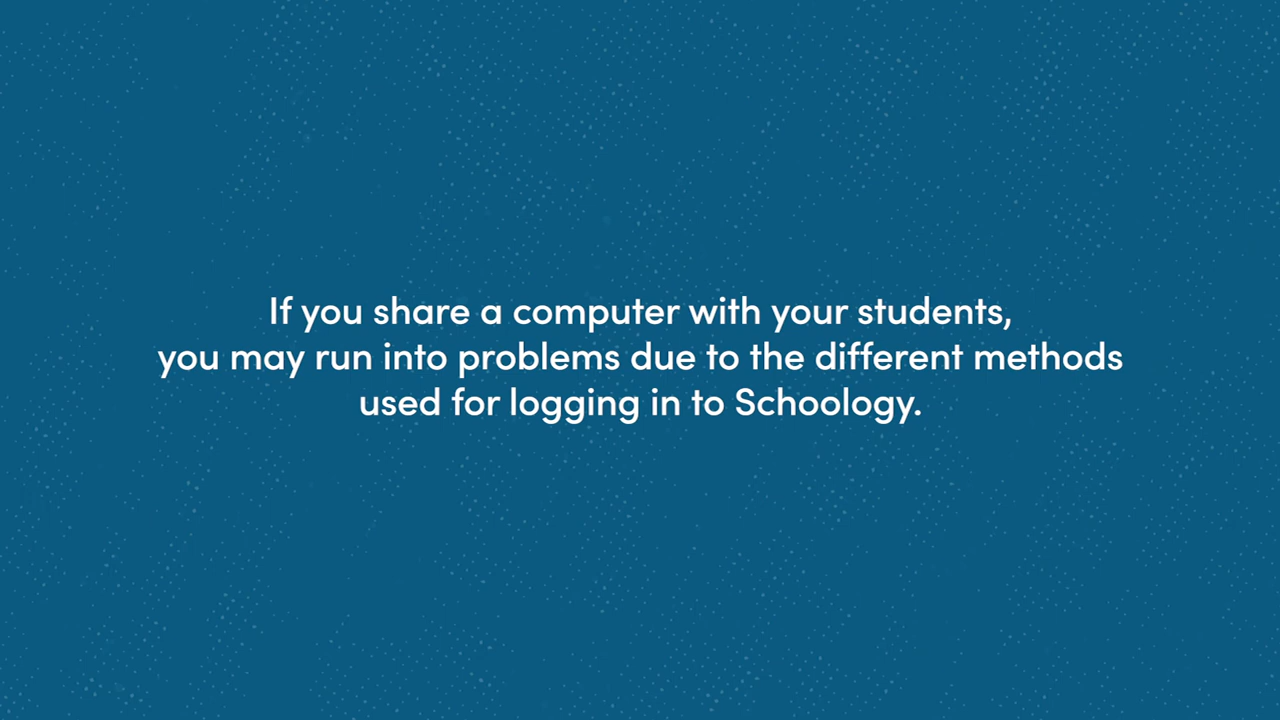 If you share a computer with your students,
you may run into problems due to the different methods
used for logging in to Schoology.